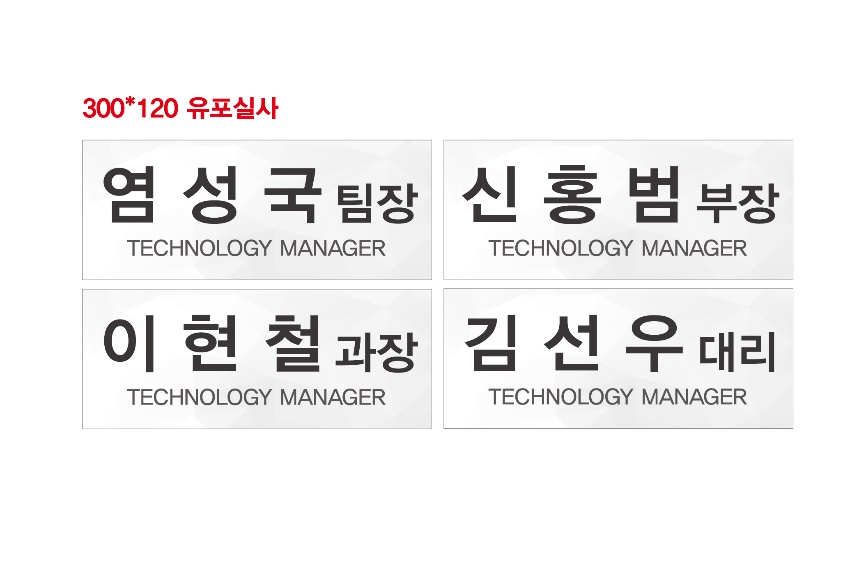 300*120 유포실사
염 성 국 팀장
TECHNOLOGY MANAGER
신 홍 범 부장
TECHNOLOGY MANAGER
이 현 철 과장
TECHNOLOGY MANAGER
김 선 우 대리
TECHNOLOGY MANAGER